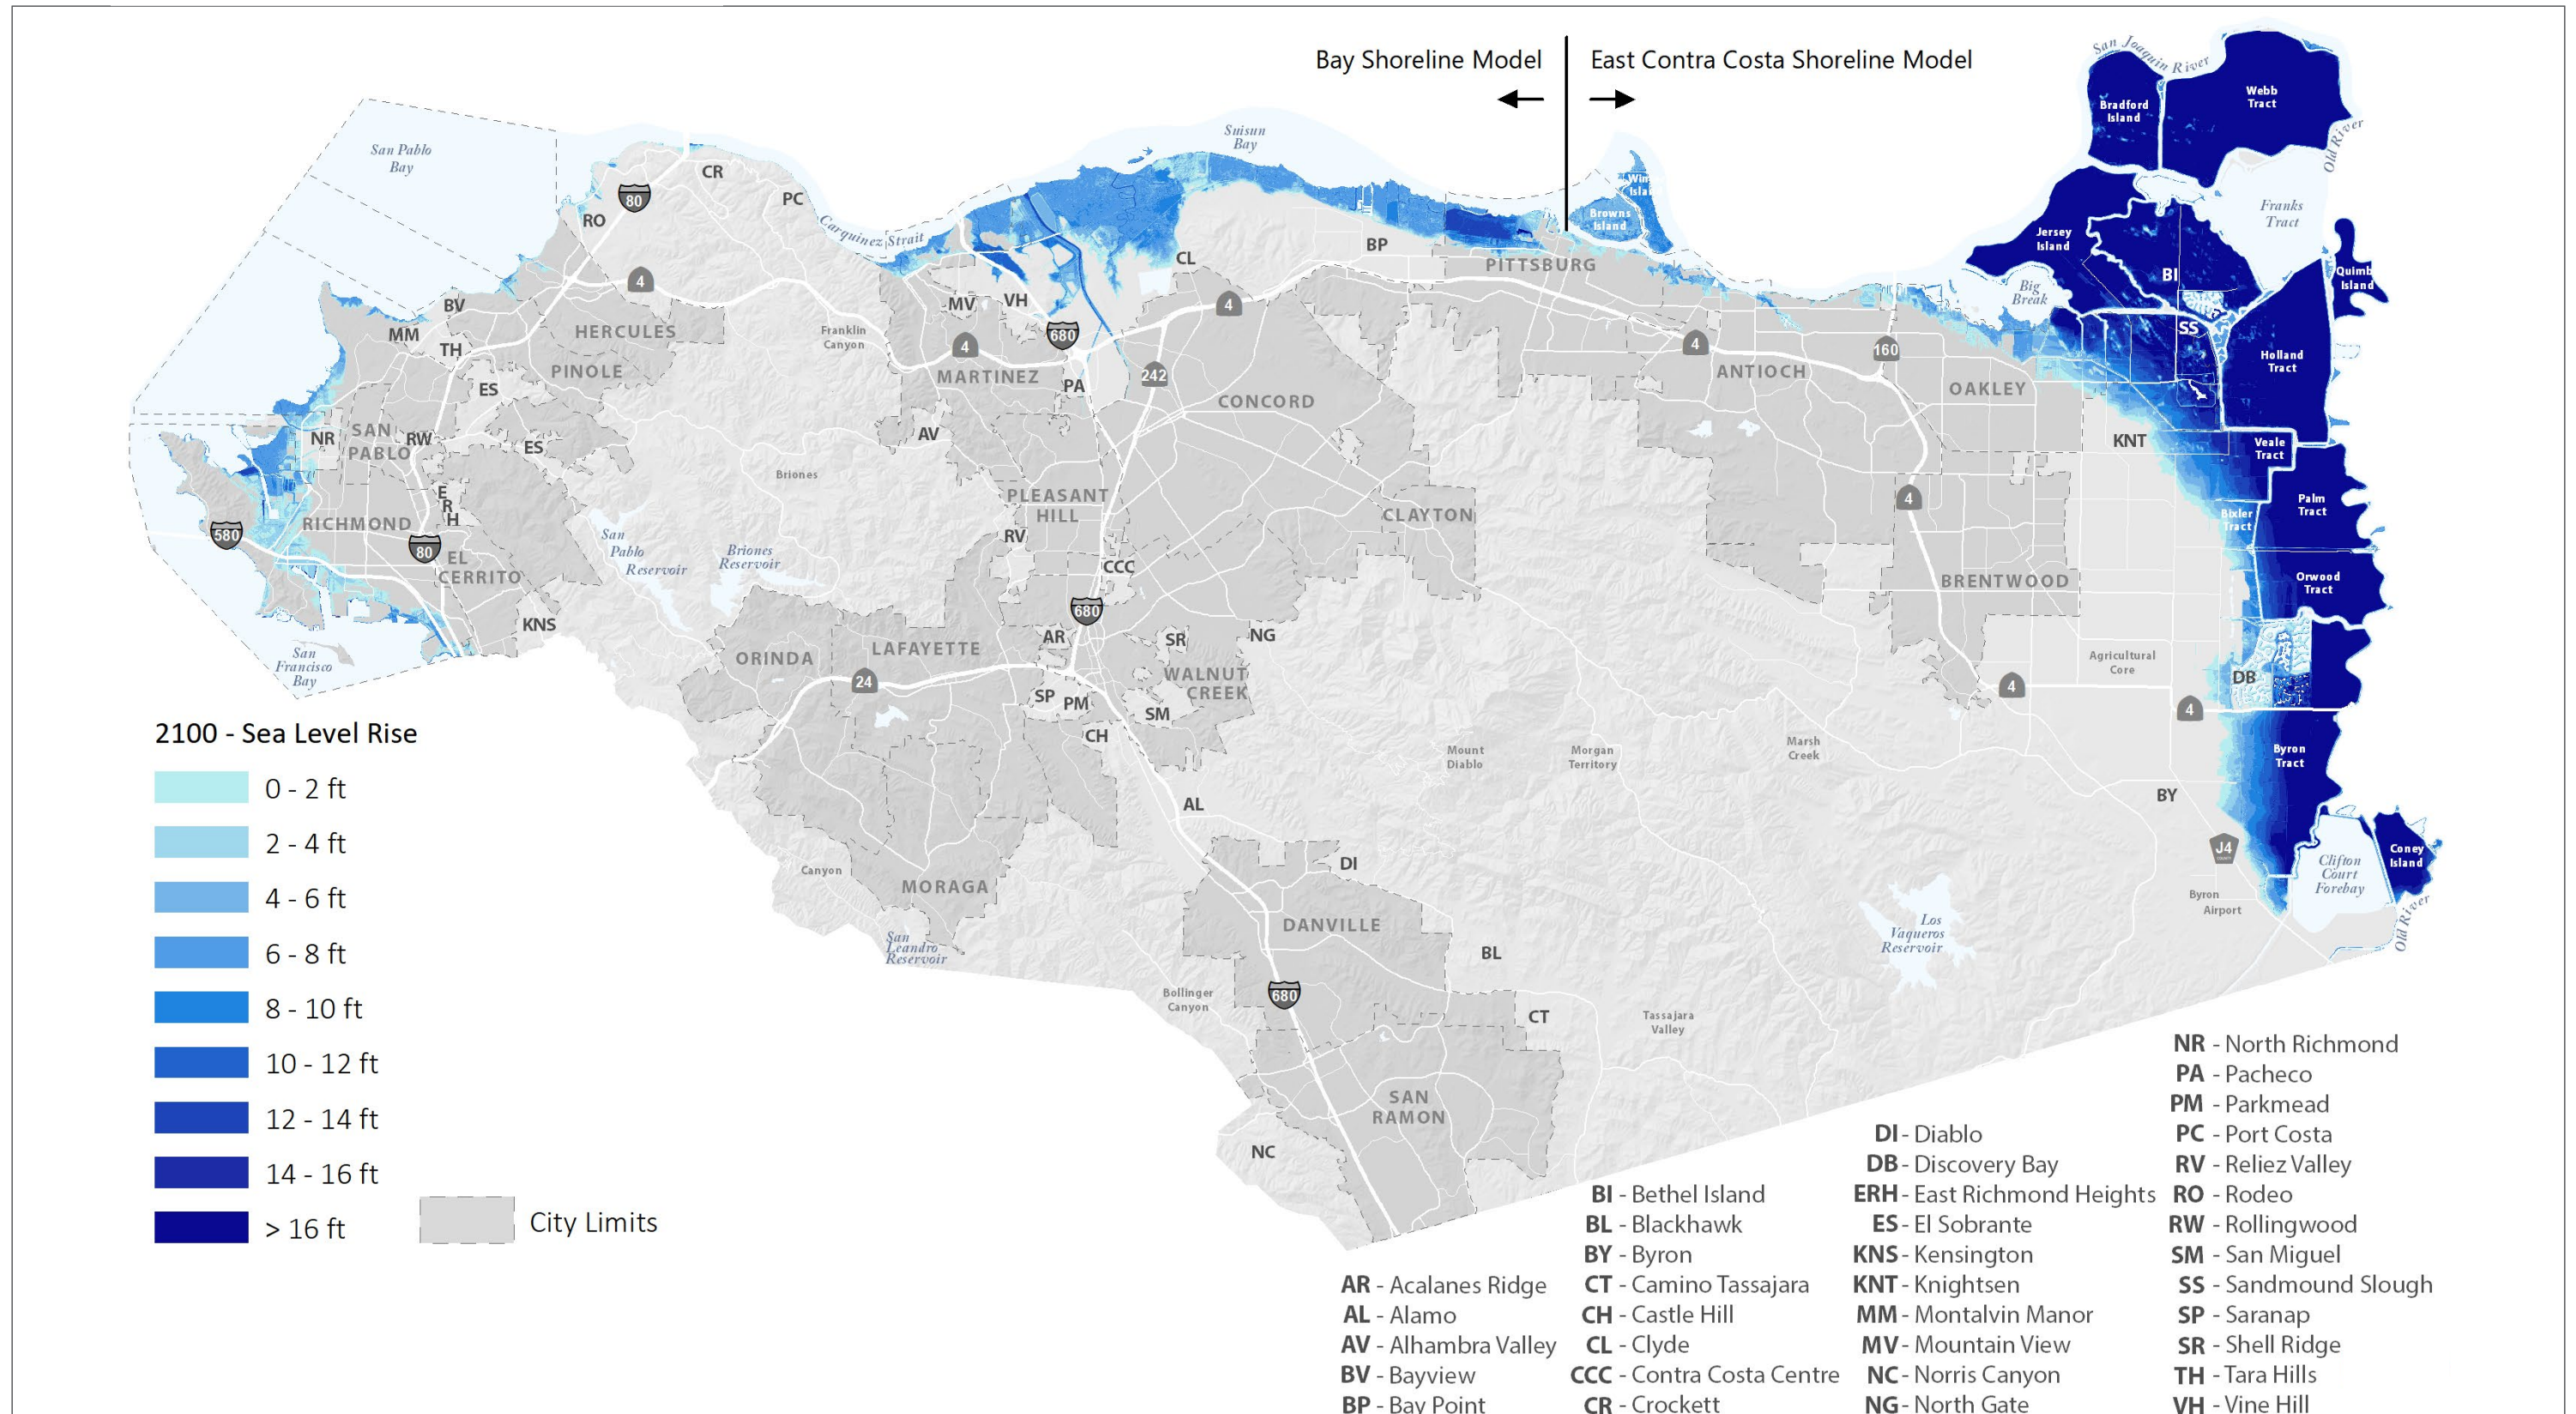 Bay Shoreline Model
East Contra Costa Shoreline Model
San Joaquin River
Bradford
Island
Webb
Tract
Old River
San Pablo
Bay
Suisun
Bay
CR
80
PC
RO
Carquinez Strait
Browns
Island
Franks
Tract
Jersey
Island
BI
Quimb
Island
Big
Break
CL
BP
PITTSBURG
4
BV
MM
TH
HERCULES
PINOLE
ES
Franklin
Canyon
MV
VH
680
4
MARTINEZ
PA
242
4
CONCORD
4
ANTIOCH
160
OAKLEY
SS
Holland
Tract
NR
SAN
PABLO
RW
ES
AV
Briones
KNT
Veale
Tract
E
R
H
RICHMOND
580
80
EL
CERRITO
PLEASANT
HILL
RV
CLAYTON
4
Palm
Tract
Bixler
Tract
San
Pablo
Reservoir
Briones
Reservoir
CCC
680
BRENTWOOD
Orwood
Tract
KNS
San
Francisco
Bay
ORINDA
LAFAYETTE
AR
SR
NG
WALNUT
CREEK
24
SP
PM
SM
CH
Agricultural
Core
4
DB
4
Mount
Diablo
Morgan
Territory
Marsh
Creek
Byron
Tract
BY
AL
J4
Clifton
Court
Forebay
Coney
Island
Canyon
MORAGA
DI
San
Leandro
Reservoir
DANVILLE
BL
Los
Vaqueros
Reservoir
Byron
Airport
Old River
Bollinger
Canyon
680
CT
Tassajara
Valley
SAN
RAMON
NC
2100 - Sea Level Rise
0 - 2 ft
2 - 4 ft
4 - 6 ft
6 - 8 ft
8 - 10 ft
10 - 12 ft
12 - 14 ft
14 - 16 ft
> 16 ft
City Limits
AR - Acalanes Ridge
AL - Alamo
AV - Alhambra Valley
BV - Bayview
BP - Bay Point
BI - Bethel Island
BL - Blackhawk
BY - Byron
CT - Camino Tassajara
CH - Castle Hill
CL - Clyde
CCC - Contra Costa Centre
CR - Crockett
DI - Diablo
DB - Discovery Bay
ERH - East Richmond Heights
ES - El Sobrante
KNS - Kensington
KNT - Knightsen
MM - Montalvin Manor
MV - Mountain View
NC - Norris Canyon
NG - North Gate
NR - North Richmond
PA - Pacheco
PM - Parkmead
PC - Port Costa
RV - Reliez Valley
RO - Rodeo
RW - Rollingwood
SM - San Miguel
SS - Sandmound Slough
SP - Saranap
SR - Shell Ridge
TH - Tara Hills
VH - Vine Hill